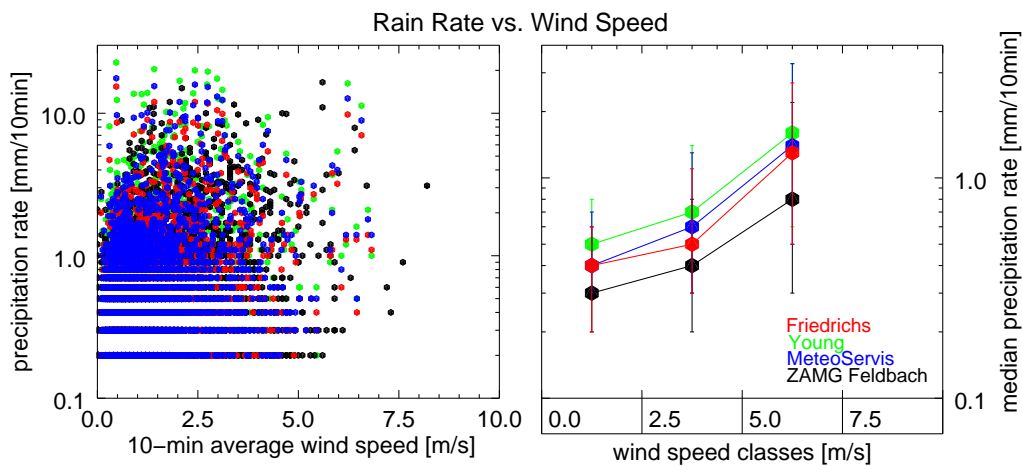 Rain Rate vs. Wind Speed
precipitation rate [mm/10min]
10.0
1.0
0.1
0.0 2.5 5.0 7.5 10.0
10−min average wind speed [m/s]
Friedrichs
Young
MeteoServis
ZAMG Feldbach
0.0 2.5 5.0 7.5
wind speed classes [m/s]
1.0
0.1
median precipitation rate [mm/10min]